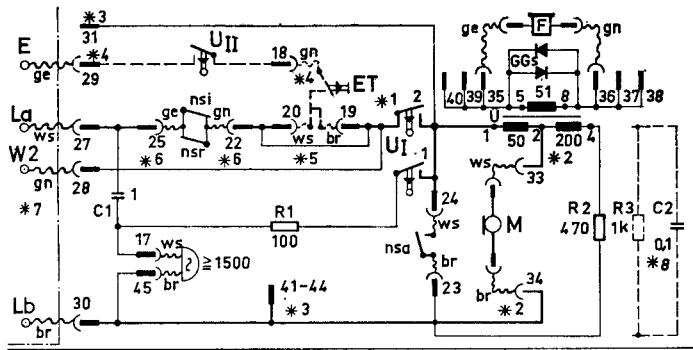 *3
31
E
ge
*4
29
U II
18
gn
*4
ET
ge
F
gn
GGs
40
39
35
5
51
8
36
37
38
La
ws
27
25
ge
nsi
nsr
gn
22
20
ws
19
br
*1
2
*6
*6
*5
U
1
50
2
200
4
*2
W2
gn
28
*7
UI
1
C1
1
R1
100
24
ws
nsa
br
23
ws
33
M
br
34
*2
R2
470
R3
1k
C2
0,1
*8
17
ws
45
br
≧1500
41-44
*3
Lb
br
30